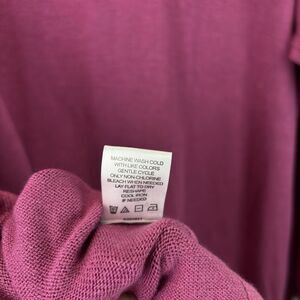 MACHINE WASH COLD
WITH LIKE COLORS
GENTLE CYCLE
ONLY NON-CHLORINE
BLEACH WHEN NEEDED
LAY FLAT TO DRY
RESHAPE
COOL IRON
IF NEEDED